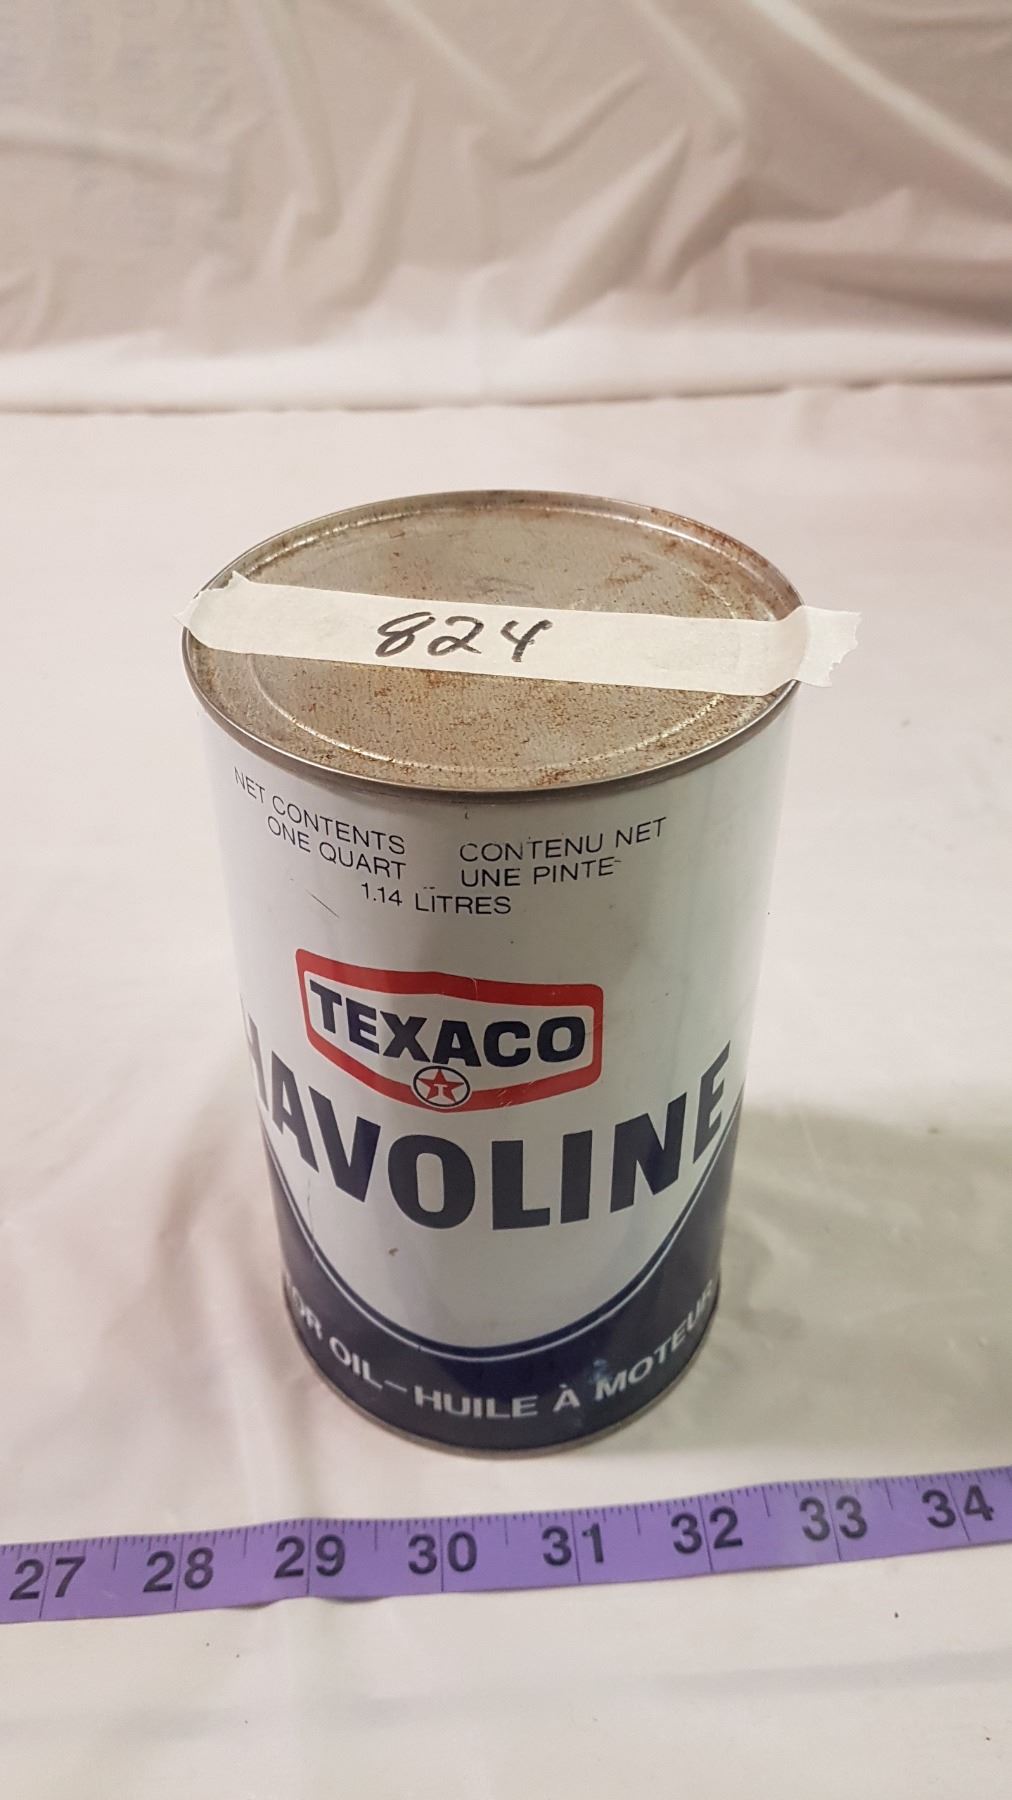 824
NET CONTENTS
ONE QUART
CONTENU NET
UNE PINTE
1.14 LITRES
TEXACO
T
HAVOLINE
OIL–HUILE À MOTEUR
27 28 29 30 31 32 33 34